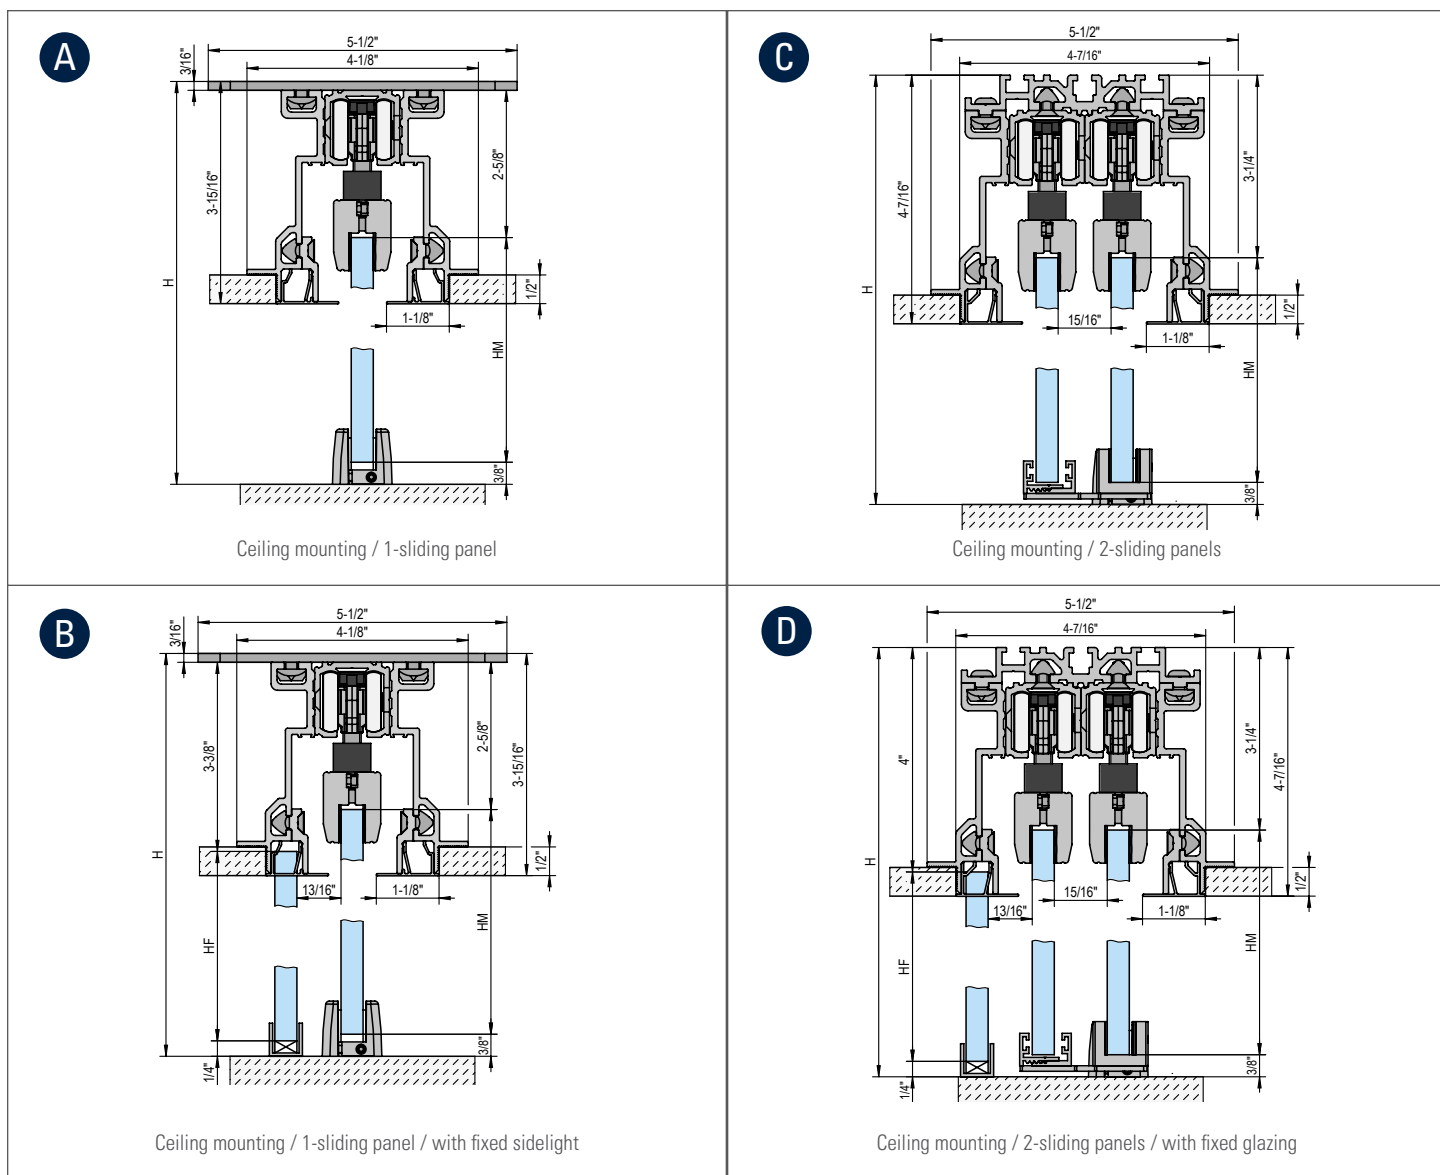 A
5-1/2"
4-1/8"
3/16"
3-15/16"
2-5/8"
H
1/2"
1-1/8"
HM
3/8"
Ceiling mounting / 1-sliding panel
C
5-1/2"
4-7/16"
4-7/16"
3-1/4"
H
1/2"
15/16"
1-1/8"
HM
3/8"
Ceiling mounting / 2-sliding panels
B
5-1/2"
4-1/8"
3/16"
3-3/8"
2-5/8"
3-15/16"
H
1/2"
13/16"
1-1/8"
HF
HM
3/8"
1/4"
Ceiling mounting / 1-sliding panel / with fixed sidelight
D
5-1/2"
4-7/16"
4"
3-1/4"
4-7/16"
H
1/2"
13/16"
15/16"
1-1/8"
HF
HM
3/8"
1/4"
Ceiling mounting / 2-sliding panels / with fixed glazing